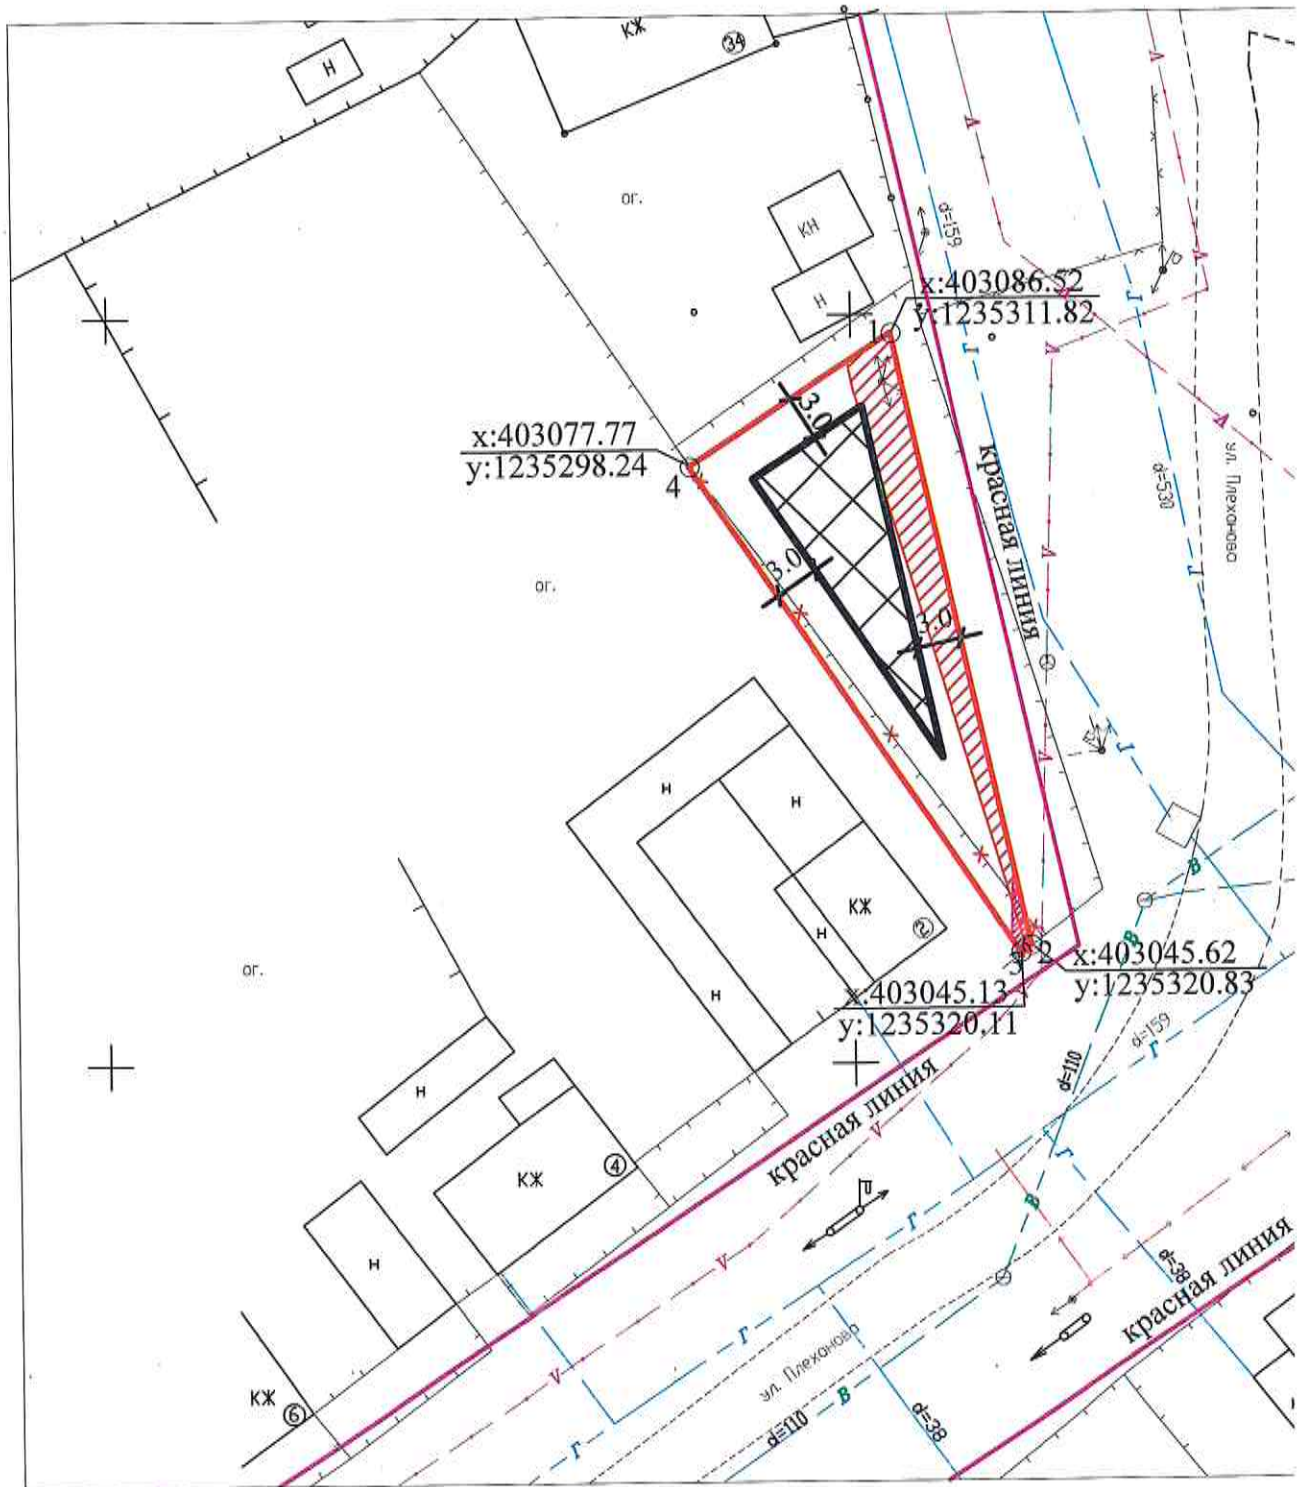 КЖ
34
Н
ог.
КН
Н
d=159
x:403086.52
y:1235311.82
1
x:403077.77
y:1235298.24
4
3.0
3.0
3.0
красная линия
d=530
ул. Плеханова
ог.
Г
Г
Г
Г
Н
Н
КЖ
2
Н
Н
В
В
2
3
x:403045.62
y:1235320.83
x:403045.13
y:1235320.11
ог.
d=159
Г
d=110
красная линия
Н
КЖ
4
Г
В
Г
Н
d=38
красная линия
Г
ул. Плеханова
КЖ
6
В
d=110
d=38
Г